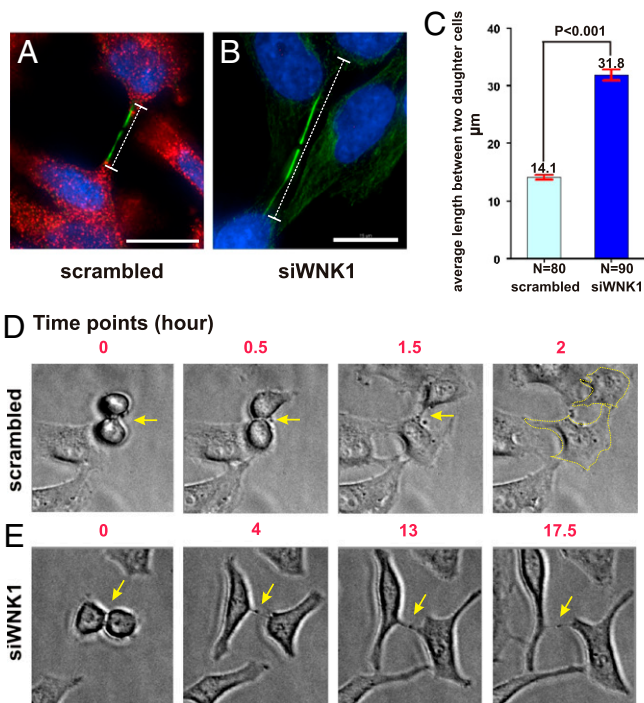 A
B
scrambled
siWNK1
C
average length between two daughter cells
µm
P<0.001
40
30
20
10
0
14.1
31.8
N=80
N=90
scrambled
siWNK1
D Time points (hour)
0
0.5
1.5
2
scrambled
E
0
4
13
17.5
siWNK1